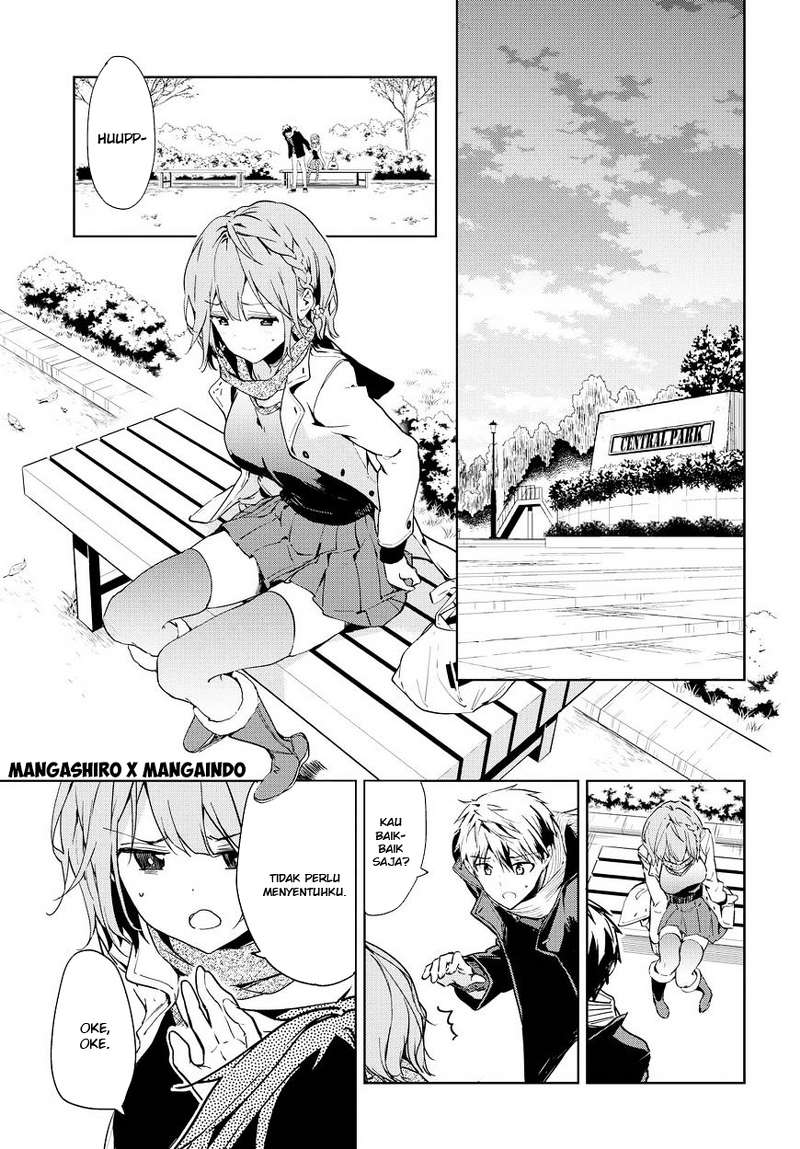 CENTRAL PARK
HUUPP-
MANGASHIRO X MANGAINDO
KAU
BAIK-
BAIK
SAJA?
TIDAK PERLU
MENYENTUHKU.
OKE,
OKE.